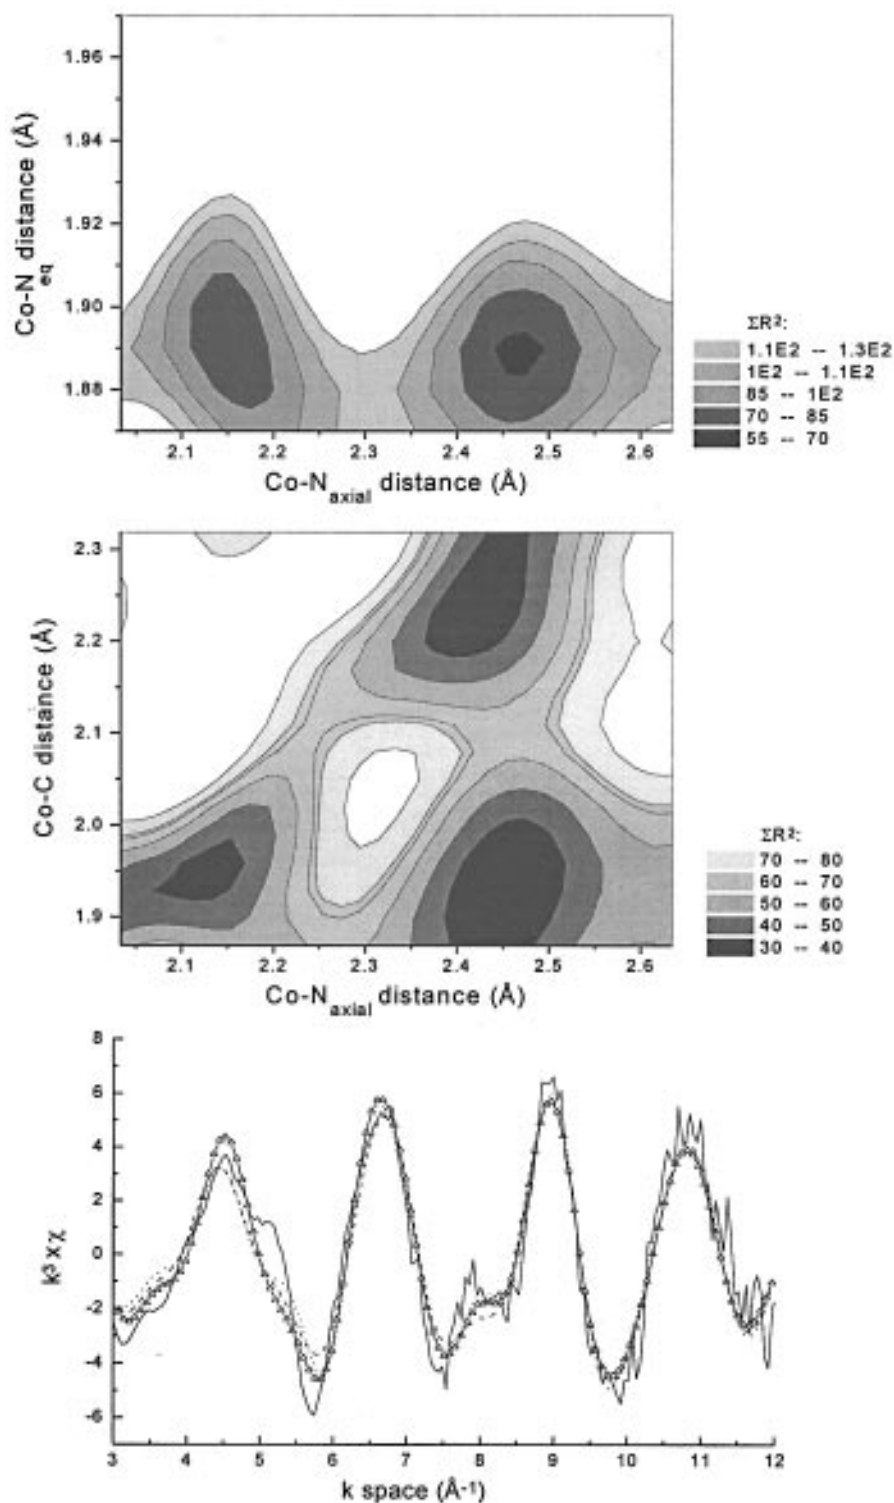 1.96
1.94
1.92
1.90
1.88
Co-Neq distance (Å)
2.1 2.2 2.3 2.4 2.5 2.6
Co-Naxial distance (Å)
ΣR²:
1.1E2 -- 1.3E2
1E2 -- 1.1E2
85 -- 1E2
70 -- 85
55 -- 70
2.3
2.2
2.1
2.0
1.9
Co-C distance (Å)
2.1 2.2 2.3 2.4 2.5 2.6
Co-Naxial distance (Å)
ΣR²:
70 -- 80
60 -- 70
50 -- 60
40 -- 50
30 -- 40
8
6
4
2
0
-2
-4
-6
k³xχ
3 4 5 6 7 8 9 10 11 12
k space (Å⁻¹)